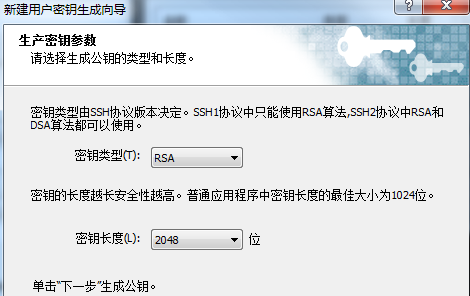 新建用户密钥生成向导
生产密钥参数
请选择生成公钥的类型和长度。
密钥类型由SSH协议版本决定。SSH1协议中只能使用RSA算法,SSH2协议中RSA和
DSA算法都可以使用。
密钥类型(T): RSA
密钥的长度越长安全性越高。普通应用程序中密钥长度的最佳大小为1024位。
密钥长度(L): 2048 位
单击“下一步”生成公钥。